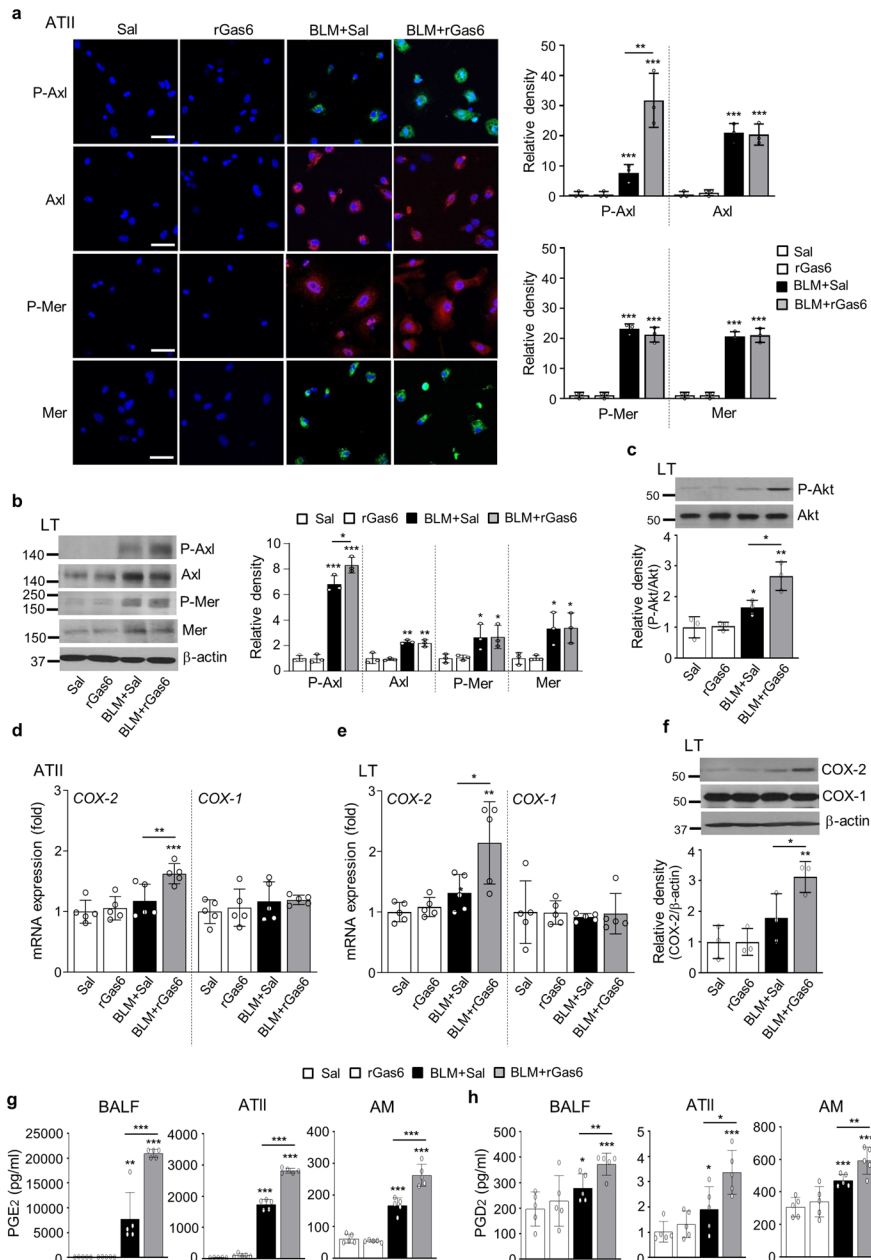 a
ATII
Sal rGas6 BLM+Sal BLM+rGas6
P-Axl
Axl
P-Mer
Mer
Relative density
50
40
30
20
10
0
*** ** *** *** ***
P-Axl Axl
Relative density
50
40
30
20
10
0
*** *** *** ***
P-Mer Mer
Sal
rGas6
BLM+Sal
BLM+rGas6
b
LT
140 P-Axl
140 Axl
250
150 P-Mer
150 Mer
37 β-actin
Sal rGas6 BLM+Sal BLM+rGas6
Sal rGas6 BLM+Sal BLM+rGas6
Relative density
10
8
6
4
2
0
*** * *** ** ** * * * *
P-Axl Axl P-Mer Mer
c
LT
50 P-Akt
50 Akt
Relative density
(P-Akt/Akt)
4
3
2
1
0
* * **
Sal rGas6 BLM+Sal BLM+rGas6
d
ATII
COX-2 COX-1
mRNA expression (fold)
3
2
1
0
** ***
Sal rGas6 BLM+Sal BLM+rGas6 Sal rGas6 BLM+Sal BLM+rGas6
e
LT
COX-2 COX-1
mRNA expression (fold)
3
2
1
0
* * **
Sal rGas6 BLM+Sal BLM+rGas6 Sal rGas6 BLM+Sal BLM+rGas6
f
LT
50 COX-2
50 COX-1
37 β-actin
Relative density
(COX-2/β-actin)
4
3
2
1
0
* **
Sal rGas6 BLM+Sal BLM+rGas6
Sal rGas6 BLM+Sal BLM+rGas6
g
BALF
PGE2 (pg/ml)
25000
20000
15000
10000
5000
0
** *** ***
ATII
4000
3000
2000
1000
0
*** *** ***
AM
400
300
200
100
0
*** *** ***
h
BALF
PGD2 (pg/ml)
600
400
200
0
* ** ***
ATII
5
4
3
2
1
0
* * ***
AM
800
600
400
200
0
*** ** ***